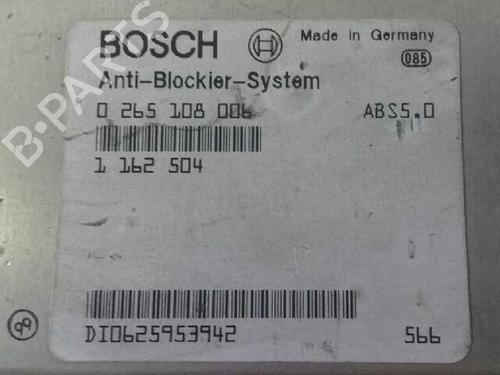 BOSCH Made in Germany
085
Anti-Blockier-System
0 265 108 006 ABS5.0
1 162 504
DI0625953942 566
B-PARTS